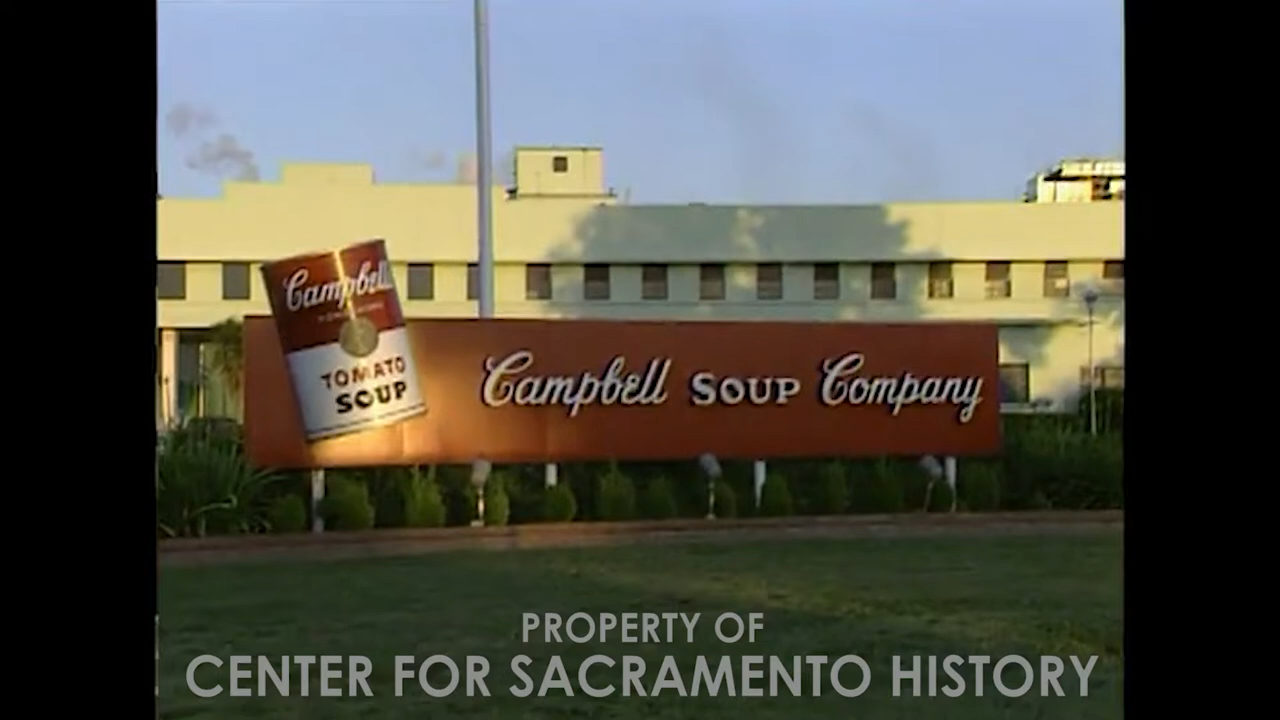 Campbell's
TOMATO
SOUP
Campbell SOUP Company
PROPERTY OF
CENTER FOR SACRAMENTO HISTORY